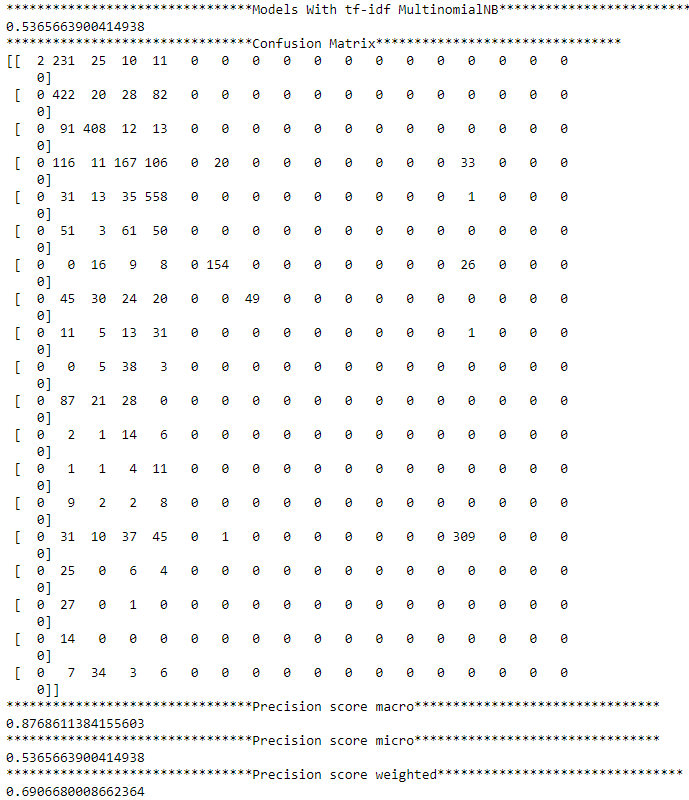 ********************************Models With tf-idf MultinomialNB*************************
0.5365663900414938
********************************Confusion Matrix********************************
[[  2 231  25  10  11   0   0   0   0   0   0   0   0   0   0   0   0   0
    0]
 [  0 422  20  28  82   0   0   0   0   0   0   0   0   0   0   0   0   0
    0]
 [  0  91 408  12  13   0   0   0   0   0   0   0   0   0   0   0   0   0
    0]
 [  0 116  11 167 106   0  20   0   0   0   0   0   0   0  33   0   0   0
    0]
 [  0  31  13  35 558   0   0   0   0   0   0   0   0   0   1   0   0   0
    0]
 [  0  51   3  61  50   0   0   0   0   0   0   0   0   0   0   0   0   0
    0]
 [  0   0  16   9   8   0 154   0   0   0   0   0   0   0  26   0   0   0
    0]
 [  0  45  30  24  20   0   0  49   0   0   0   0   0   0   0   0   0   0
    0]
 [  0  11   5  13  31   0   0   0   0   0   0   0   0   0   1   0   0   0
    0]
 [  0   0   5  38   3   0   0   0   0   0   0   0   0   0   0   0   0   0
    0]
 [  0  87  21  28   0   0   0   0   0   0   0   0   0   0   0   0   0   0
    0]
 [  0   2   1  14   6   0   0   0   0   0   0   0   0   0   0   0   0   0
    0]
 [  0   1   1   4  11   0   0   0   0   0   0   0   0   0   0   0   0   0
    0]
 [  0   9   2   2   8   0   0   0   0   0   0   0   0   0   0   0   0   0
    0]
 [  0  31  10  37  45   0   1   0   0   0   0   0   0   0 309   0   0   0
    0]
 [  0  25   0   6   4   0   0   0   0   0   0   0   0   0   0   0   0   0
    0]
 [  0  27   0   1   0   0   0   0   0   0   0   0   0   0   0   0   0   0
    0]
 [  0  14   0   0   0   0   0   0   0   0   0   0   0   0   0   0   0   0
    0]
 [  0   7  34   3   6   0   0   0   0   0   0   0   0   0   0   0   0   0
    0]]
********************************Precision score macro********************************
0.8768611384155603
********************************Precision score micro********************************
0.5365663900414938
********************************Precision score weighted********************************
0.6906680008662364